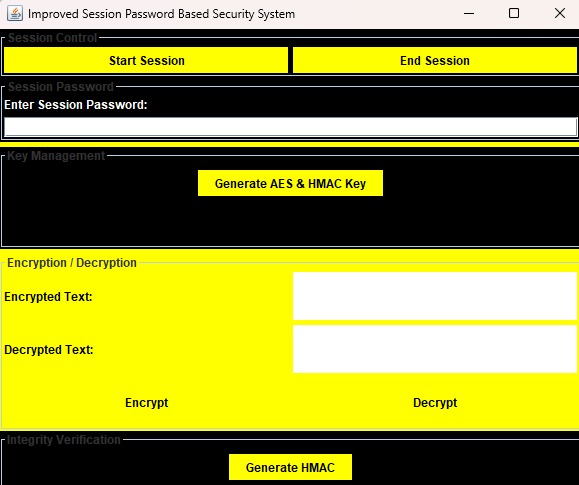 Improved Session Password Based Security System
Session Control
Start Session End Session
Session Password
Enter Session Password:
Key Management
Generate AES & HMAC Key
Encryption / Decryption
Encrypted Text:
Decrypted Text:
Encrypt Decrypt
Integrity Verification
Generate HMAC